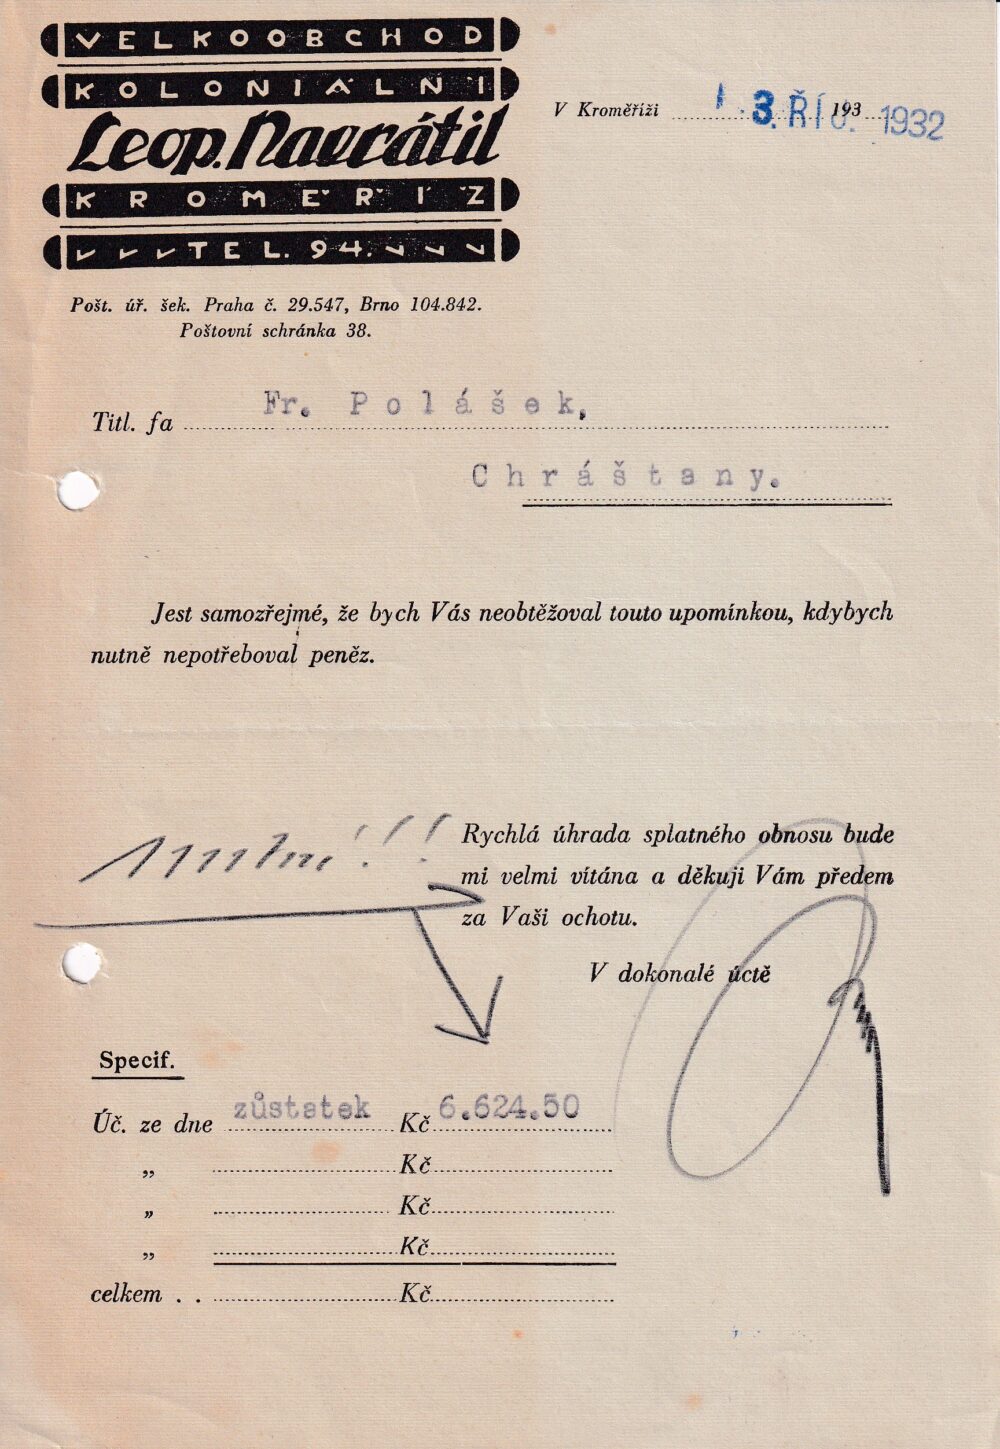 VELKOOBCHOD
KOLONIÁLNÍ
Leop. Navrátil
KROMĚŘÍŽ
TEL. 94.
Pošt. úř. šek. Praha č. 29.547, Brno 104.842.
Poštovní schránka 38.
V Kroměříži 3. ŘÍJ. 193 1932
Titl. fa Fr. Polášek,
Chráštany.
Jest samozřejmé, že bych Vás neobtěžoval touto upomínkou, kdybych
nutně nepotřeboval peněz.
!!!
Rychlá úhrada splatného obnosu bude
mi velmi vítána a děkuji Vám předem
za Vaši ochotu.
V dokonalé úctě
Specif.
Úč. ze dne zůstatek Kč 6.624.50
„ Kč
„ Kč
„ Kč
celkem . . Kč